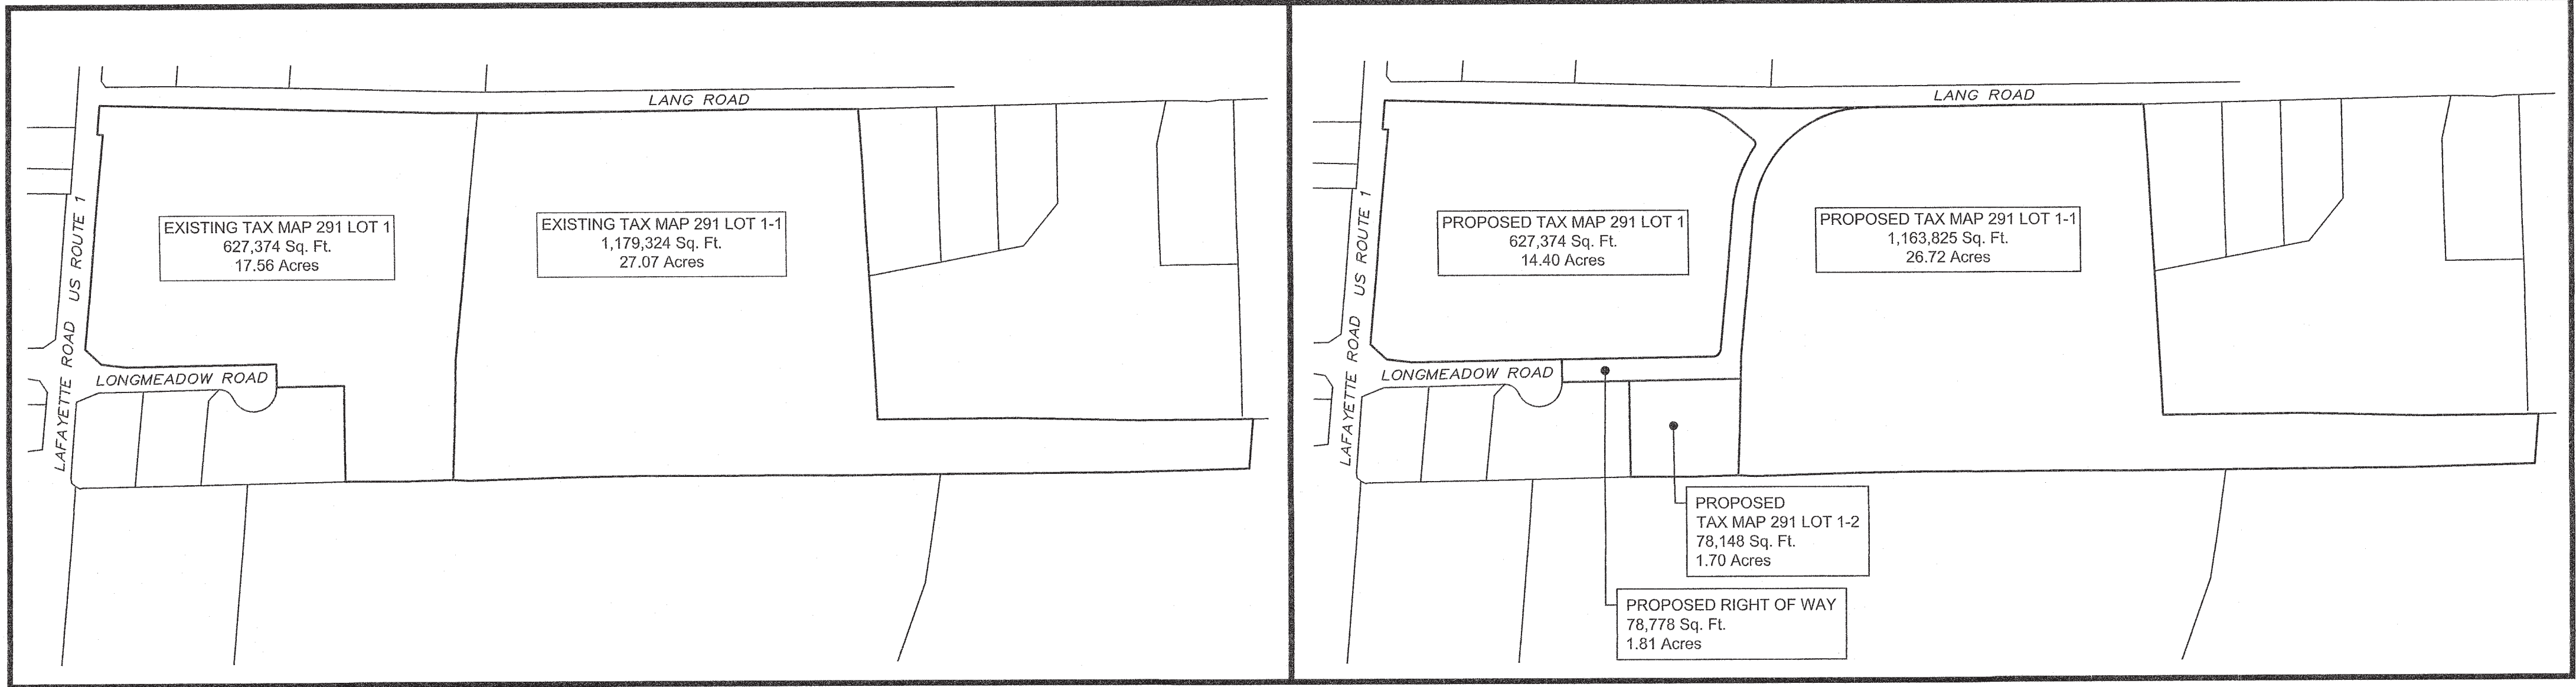 LANG ROAD
EXISTING TAX MAP 291 LOT 1
627,374 Sq. Ft.
17.56 Acres
EXISTING TAX MAP 291 LOT 1-1
1,179,324 Sq. Ft.
27.07 Acres
LAFAYETTE ROAD US ROUTE 1
LONGMEADOW ROAD
LANG ROAD
PROPOSED TAX MAP 291 LOT 1
627,374 Sq. Ft.
14.40 Acres
PROPOSED TAX MAP 291 LOT 1-1
1,163,825 Sq. Ft.
26.72 Acres
LAFAYETTE ROAD US ROUTE 1
LONGMEADOW ROAD
PROPOSED
TAX MAP 291 LOT 1-2
78,148 Sq. Ft.
1.70 Acres
PROPOSED RIGHT OF WAY
78,778 Sq. Ft.
1.81 Acres